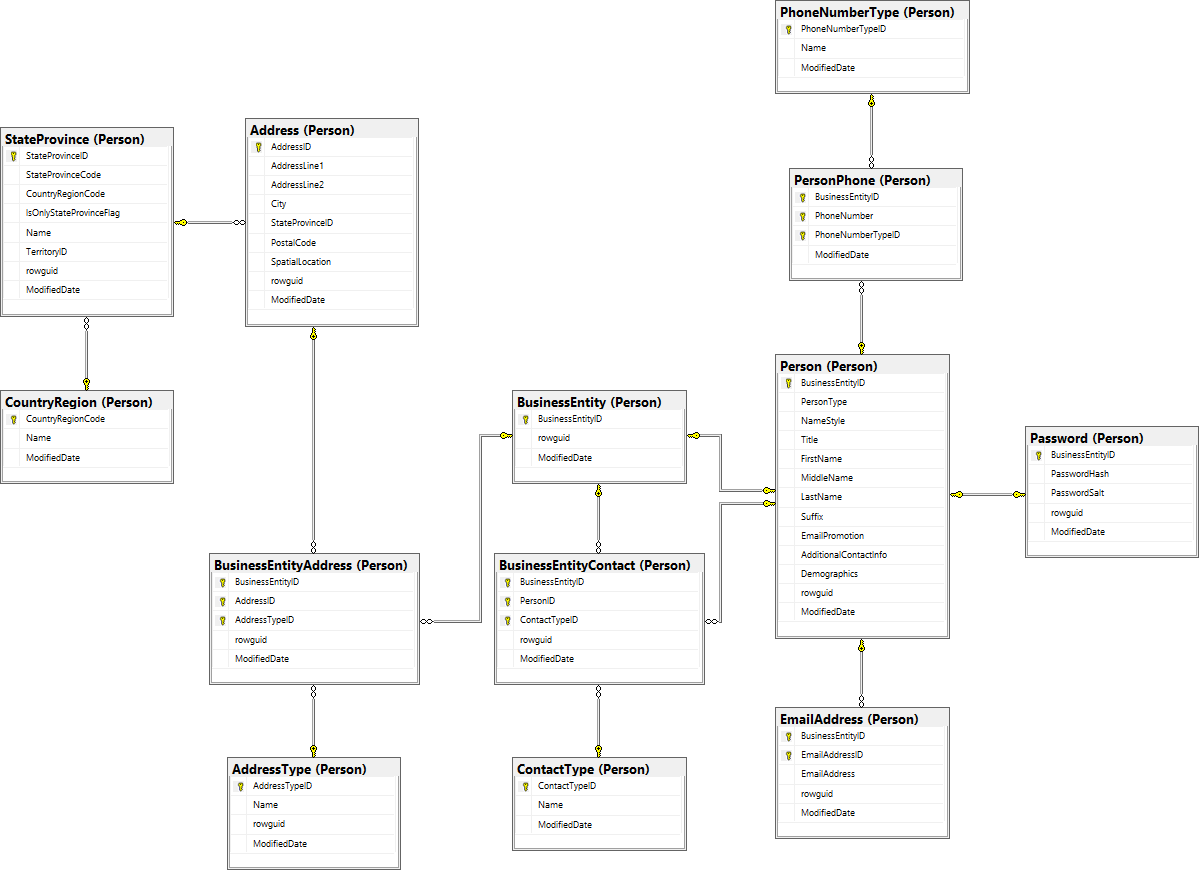 PhoneNumberType (Person)
PhoneNumberTypeID
Name
ModifiedDate
StateProvince (Person)
StateProvinceID
StateProvinceCode
CountryRegionCode
IsOnlyStateProvinceFlag
Name
TerritoryID
rowguid
ModifiedDate
Address (Person)
AddressID
AddressLine1
AddressLine2
City
StateProvinceID
PostalCode
SpatialLocation
rowguid
ModifiedDate
PersonPhone (Person)
BusinessEntityID
PhoneNumber
PhoneNumberTypeID
ModifiedDate
CountryRegion (Person)
CountryRegionCode
Name
ModifiedDate
BusinessEntity (Person)
BusinessEntityID
rowguid
ModifiedDate
Person (Person)
BusinessEntityID
PersonType
NameStyle
Title
FirstName
MiddleName
LastName
Suffix
EmailPromotion
AdditionalContactInfo
Demographics
rowguid
ModifiedDate
Password (Person)
BusinessEntityID
PasswordHash
PasswordSalt
rowguid
ModifiedDate
BusinessEntityAddress (Person)
BusinessEntityID
AddressID
AddressTypeID
rowguid
ModifiedDate
BusinessEntityContact (Person)
BusinessEntityID
PersonID
ContactTypeID
rowguid
ModifiedDate
AddressType (Person)
AddressTypeID
Name
rowguid
ModifiedDate
ContactType (Person)
ContactTypeID
Name
ModifiedDate
EmailAddress (Person)
BusinessEntityID
EmailAddressID
EmailAddress
rowguid
ModifiedDate